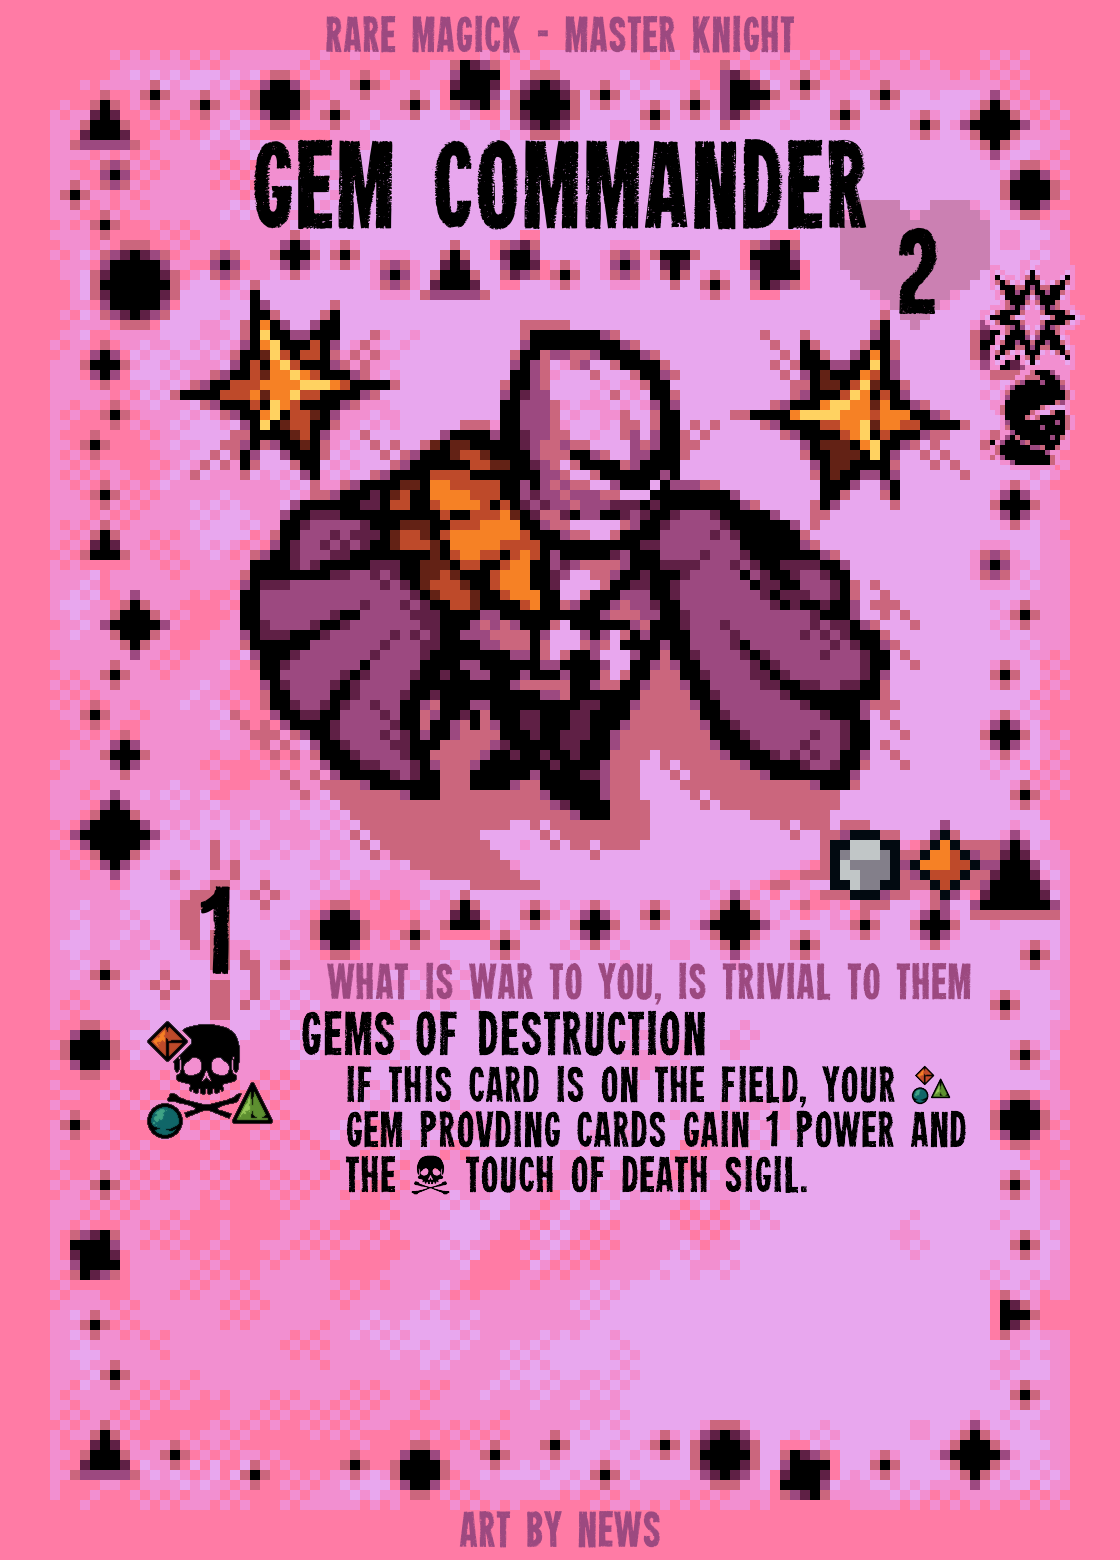 RARE MAGICK - MASTER KNIGHT
GEM COMMANDER
2
1
WHAT IS WAR TO YOU, IS TRIVIAL TO THEM
GEMS OF DESTRUCTION
IF THIS CARD IS ON THE FIELD, YOUR
GEM PROVDING CARDS GAIN 1 POWER AND
THE TOUCH OF DEATH SIGIL.
ART BY NEWS